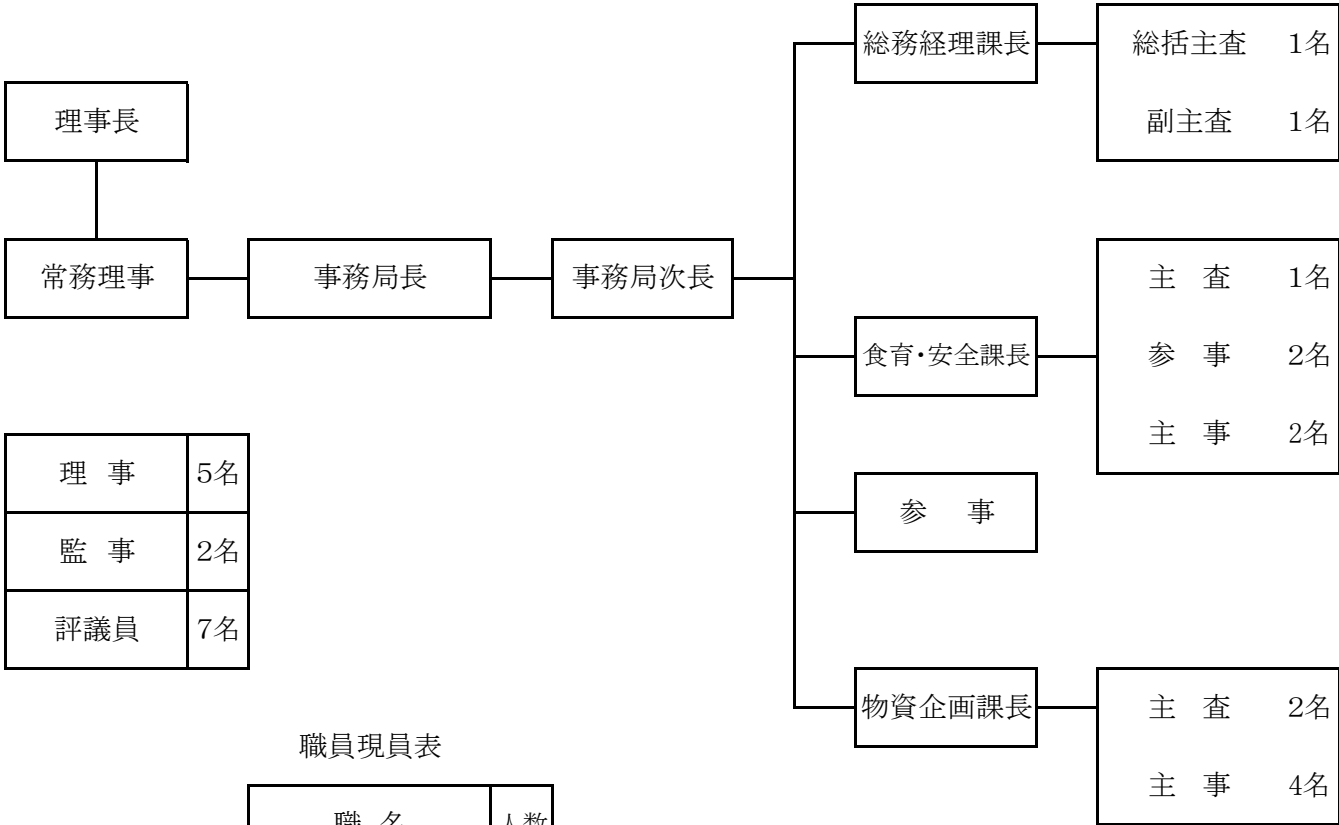 総務経理課長
総括主査 1名
副主査 1名
理事長
常務理事
事務局長
事務局次長
食育・安全課長
主 査 1名
参 事 2名
主 事 2名
参 事
物資企画課長
主 査 2名
主 事 4名
理 事 5名
監 事 2名
評議員 7名
職員現員表
職 名 人数